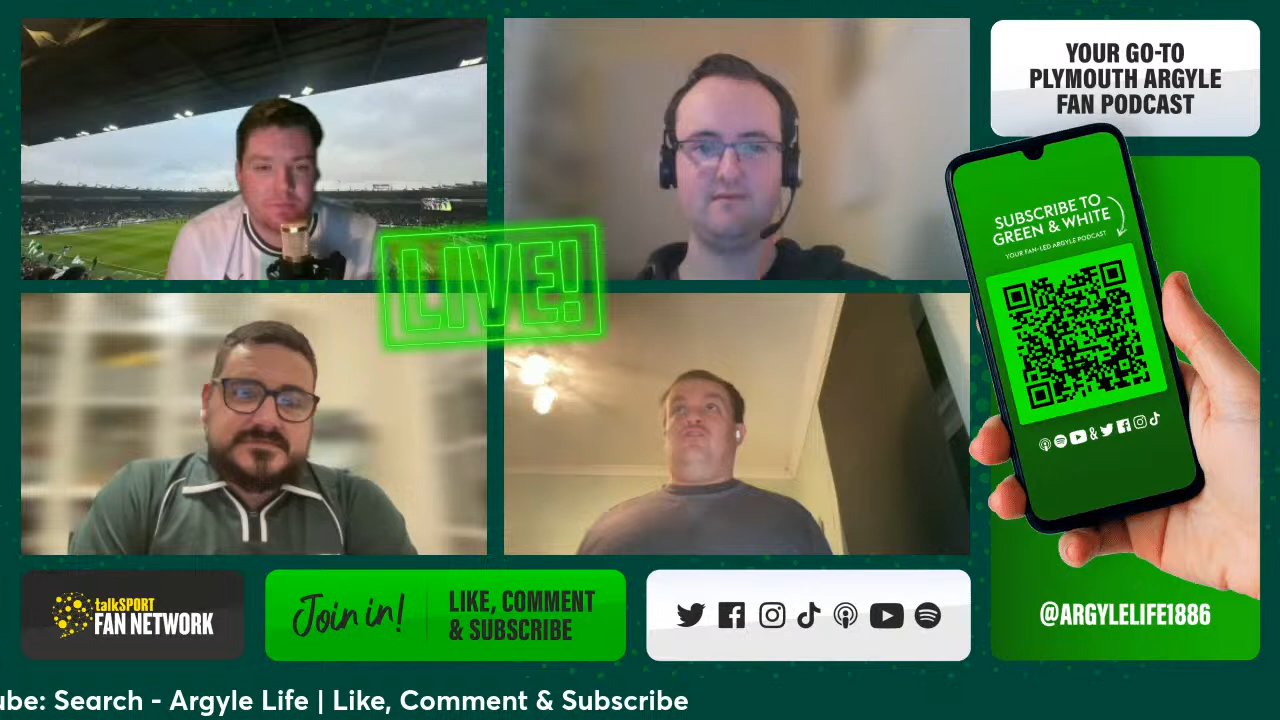 YOUR GO-TO
PLYMOUTH ARGYLE
FAN PODCAST
SUBSCRIBE TO
GREEN & WHITE
YOUR FAN-LED ARGYLE PODCAST
&
LIVE!
talkSPORT
FAN NETWORK
Join in!
LIKE, COMMENT
& SUBSCRIBE
@ARGYLELIFE1886
ube: Search - Argyle Life | Like, Comment & Subscribe